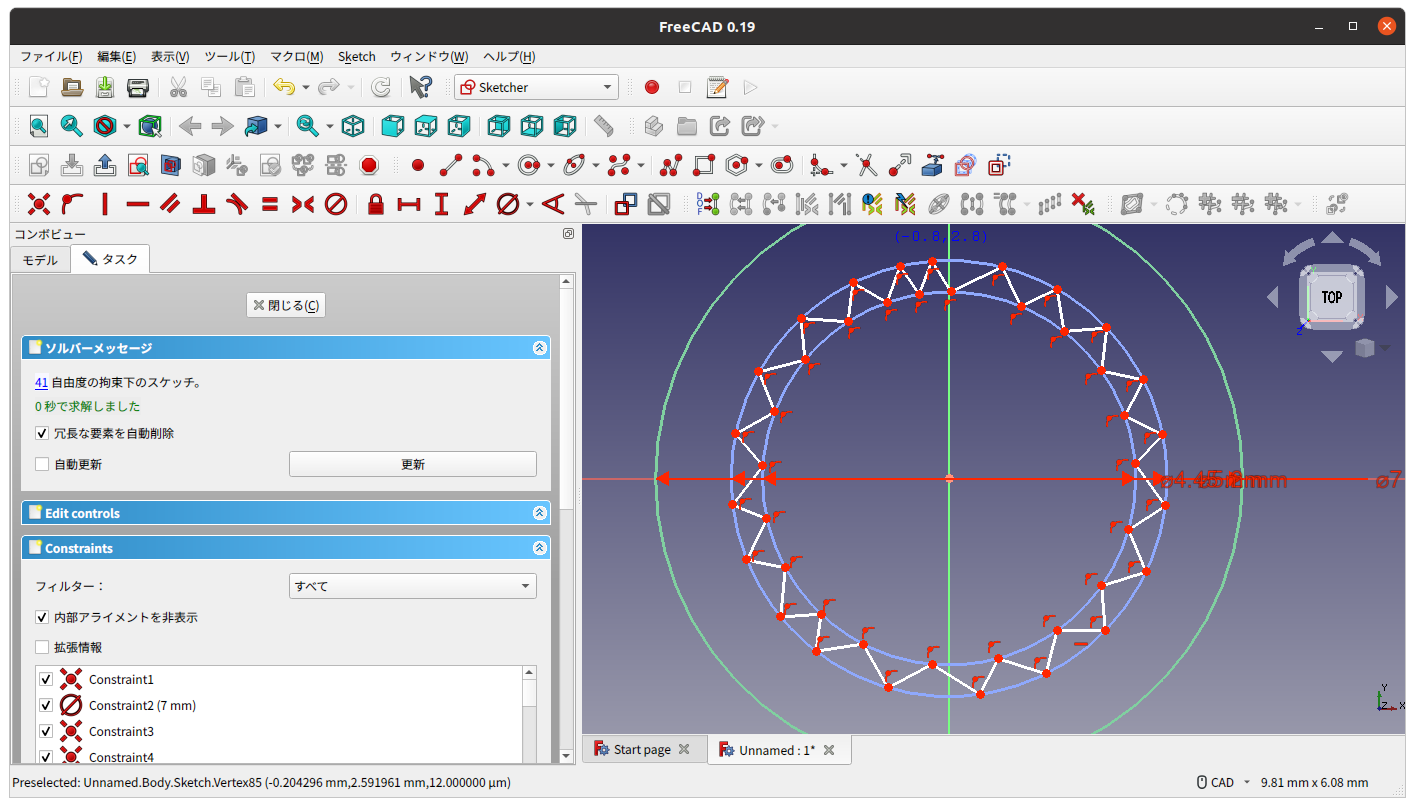 FreeCAD 0.19
ファイル(F) 編集(E) 表示(V) ツール(T) マクロ(M) Sketch ウィンドウ(W) ヘルプ(H)
Sketcher
コンボビュー
モデル タスク
閉じる(C)
ソルバーメッセージ
41 自由度の拘束下のスケッチ。
0 秒で求解しました
冗長な要素を自動削除
自動更新 更新
Edit controls
Constraints
フィルター： すべて
内部アライメントを非表示
拡張情報
Constraint1
Constraint2 (7 mm)
Constraint3
Constraint4
(-0.8,2.8)
TOP
Z
⌀7
Y
Z X
Start page Unnamed : 1*
Preselected: Unnamed.Body.Sketch.Vertex85 (-0.204296 mm,2.591961 mm,12.000000 µm) CAD 9.81 mm x 6.08 mm